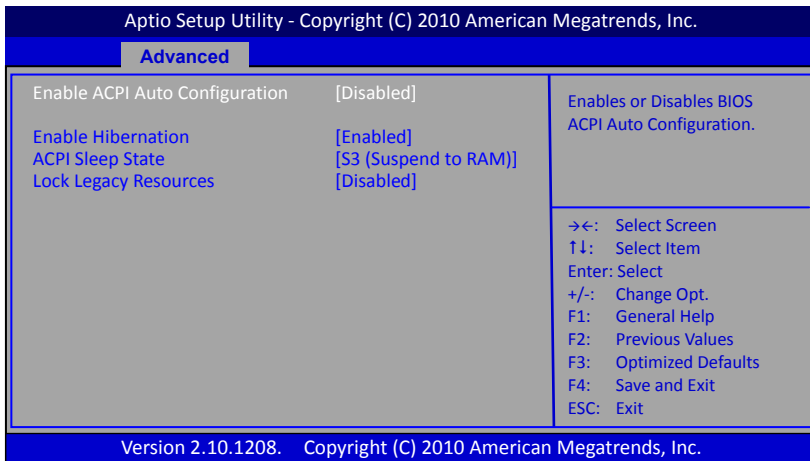 Aptio Setup Utility - Copyright (C) 2010 American Megatrends, Inc.
Advanced
Enable ACPI Auto Configuration [Disabled]
Enable Hibernation [Enabled]
ACPI Sleep State [S3 (Suspend to RAM)]
Lock Legacy Resources [Disabled]
Enables or Disables BIOS
ACPI Auto Configuration.
→←: Select Screen
↑↓: Select Item
Enter: Select
+/-: Change Opt.
F1: General Help
F2: Previous Values
F3: Optimized Defaults
F4: Save and Exit
ESC: Exit
Version 2.10.1208. Copyright (C) 2010 American Megatrends, Inc.